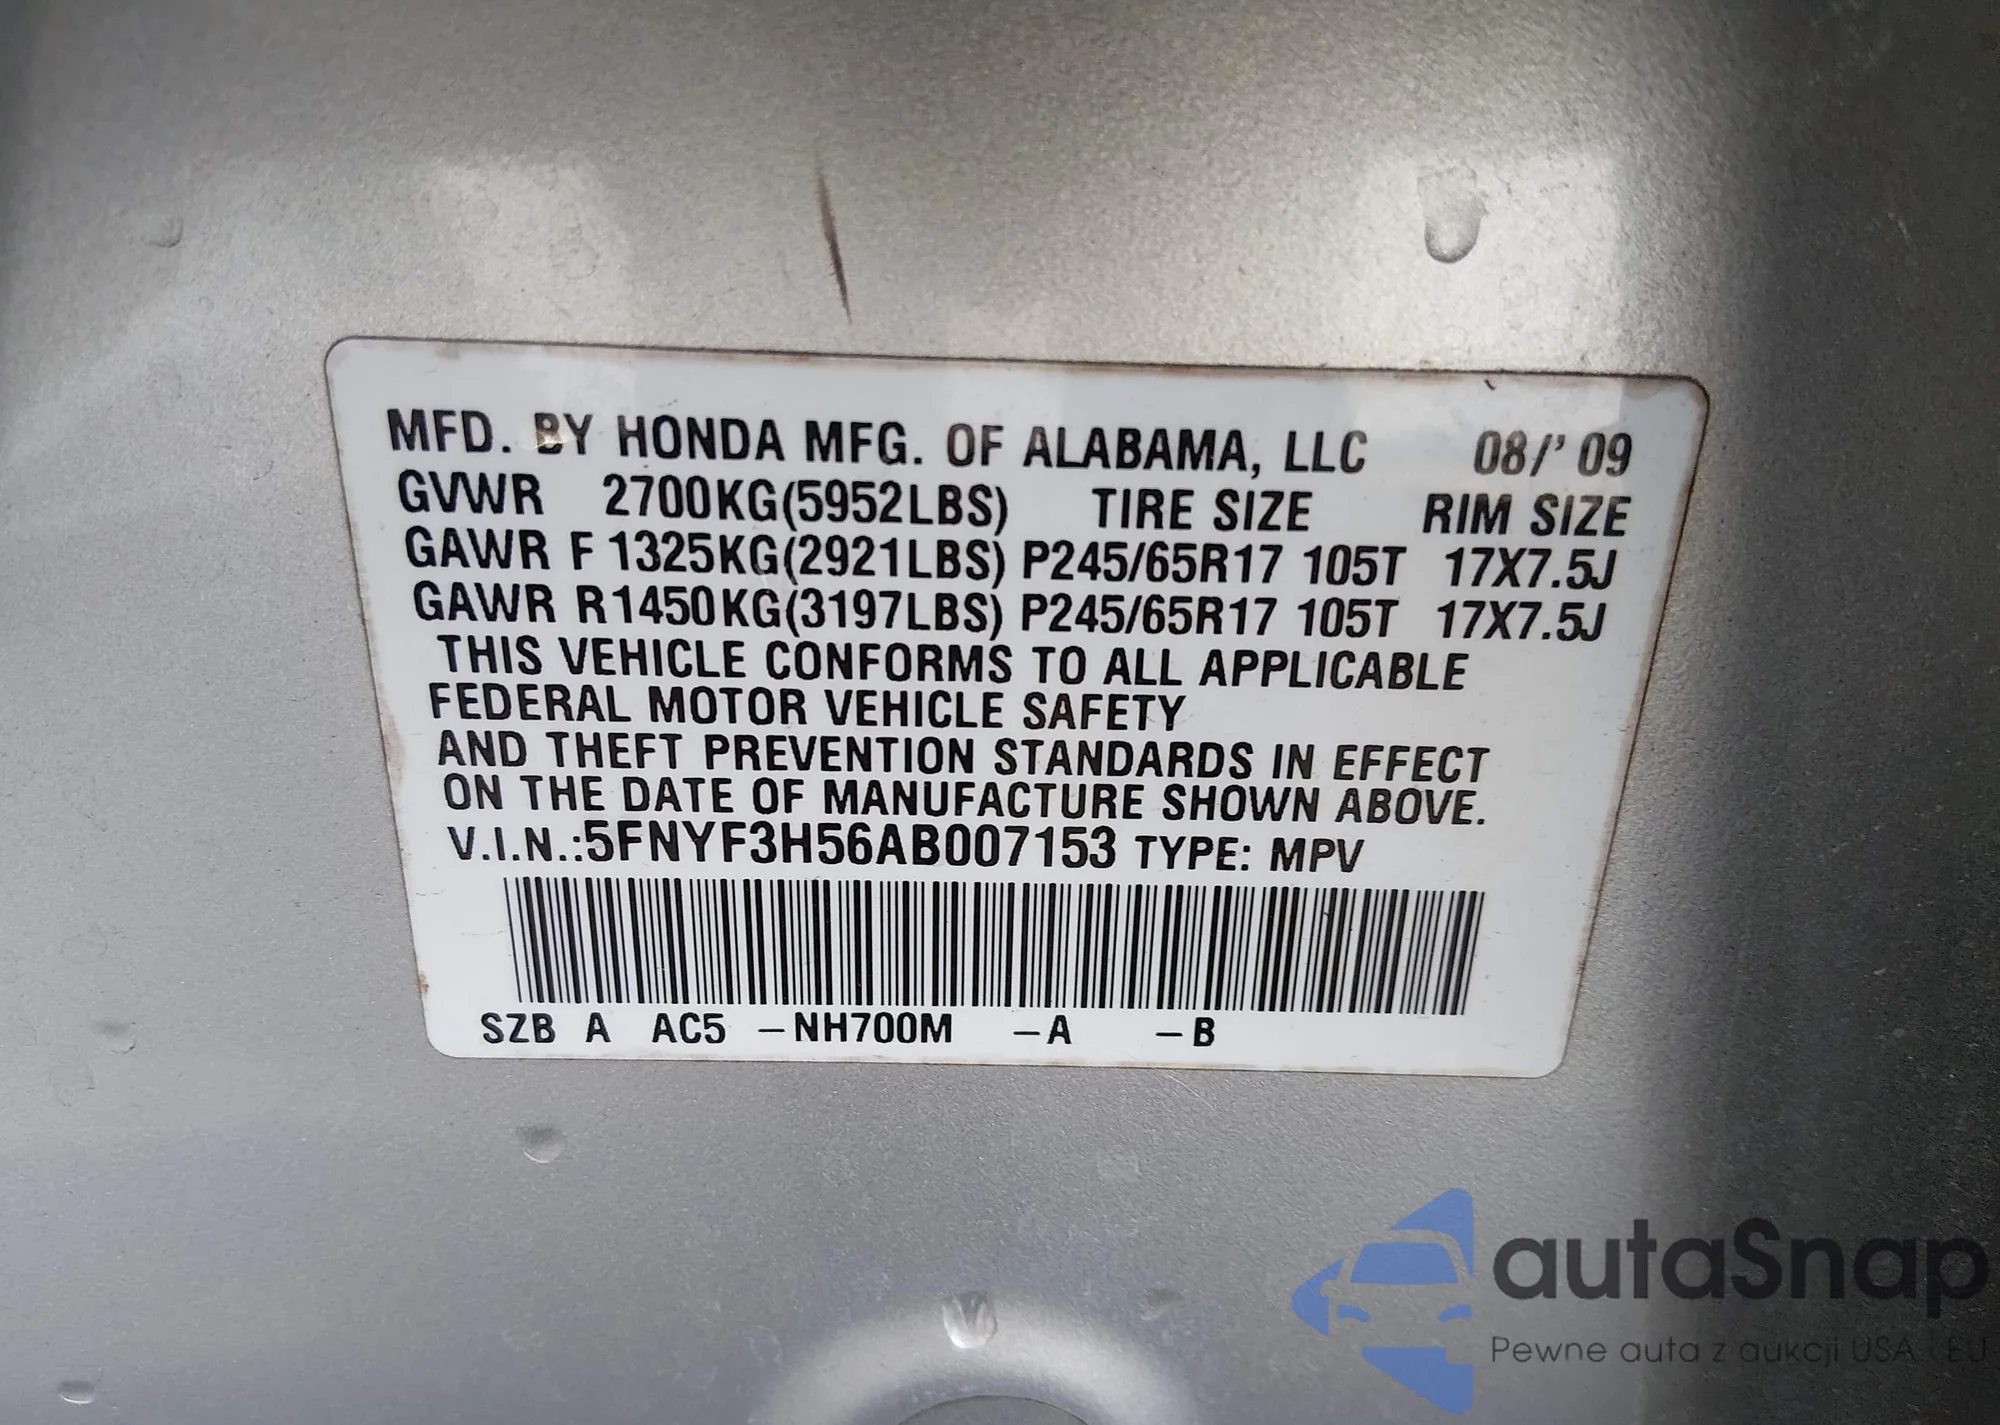 MFD. BY HONDA MFG. OF ALABAMA, LLC 08/'09
GVWR 2700KG(5952LBS) TIRE SIZE RIM SIZE
GAWR F 1325KG(2921LBS) P245/65R17 105T 17X7.5J
GAWR R 1450KG(3197LBS) P245/65R17 105T 17X7.5J
THIS VEHICLE CONFORMS TO ALL APPLICABLE
FEDERAL MOTOR VEHICLE SAFETY
AND THEFT PREVENTION STANDARDS IN EFFECT
ON THE DATE OF MANUFACTURE SHOWN ABOVE.
V.I.N.:5FNYF3H56AB007153 TYPE: MPV
SZB A AC5 -NH700M -A -B
autaSnap
Pewne auta z aukcji USA i EU